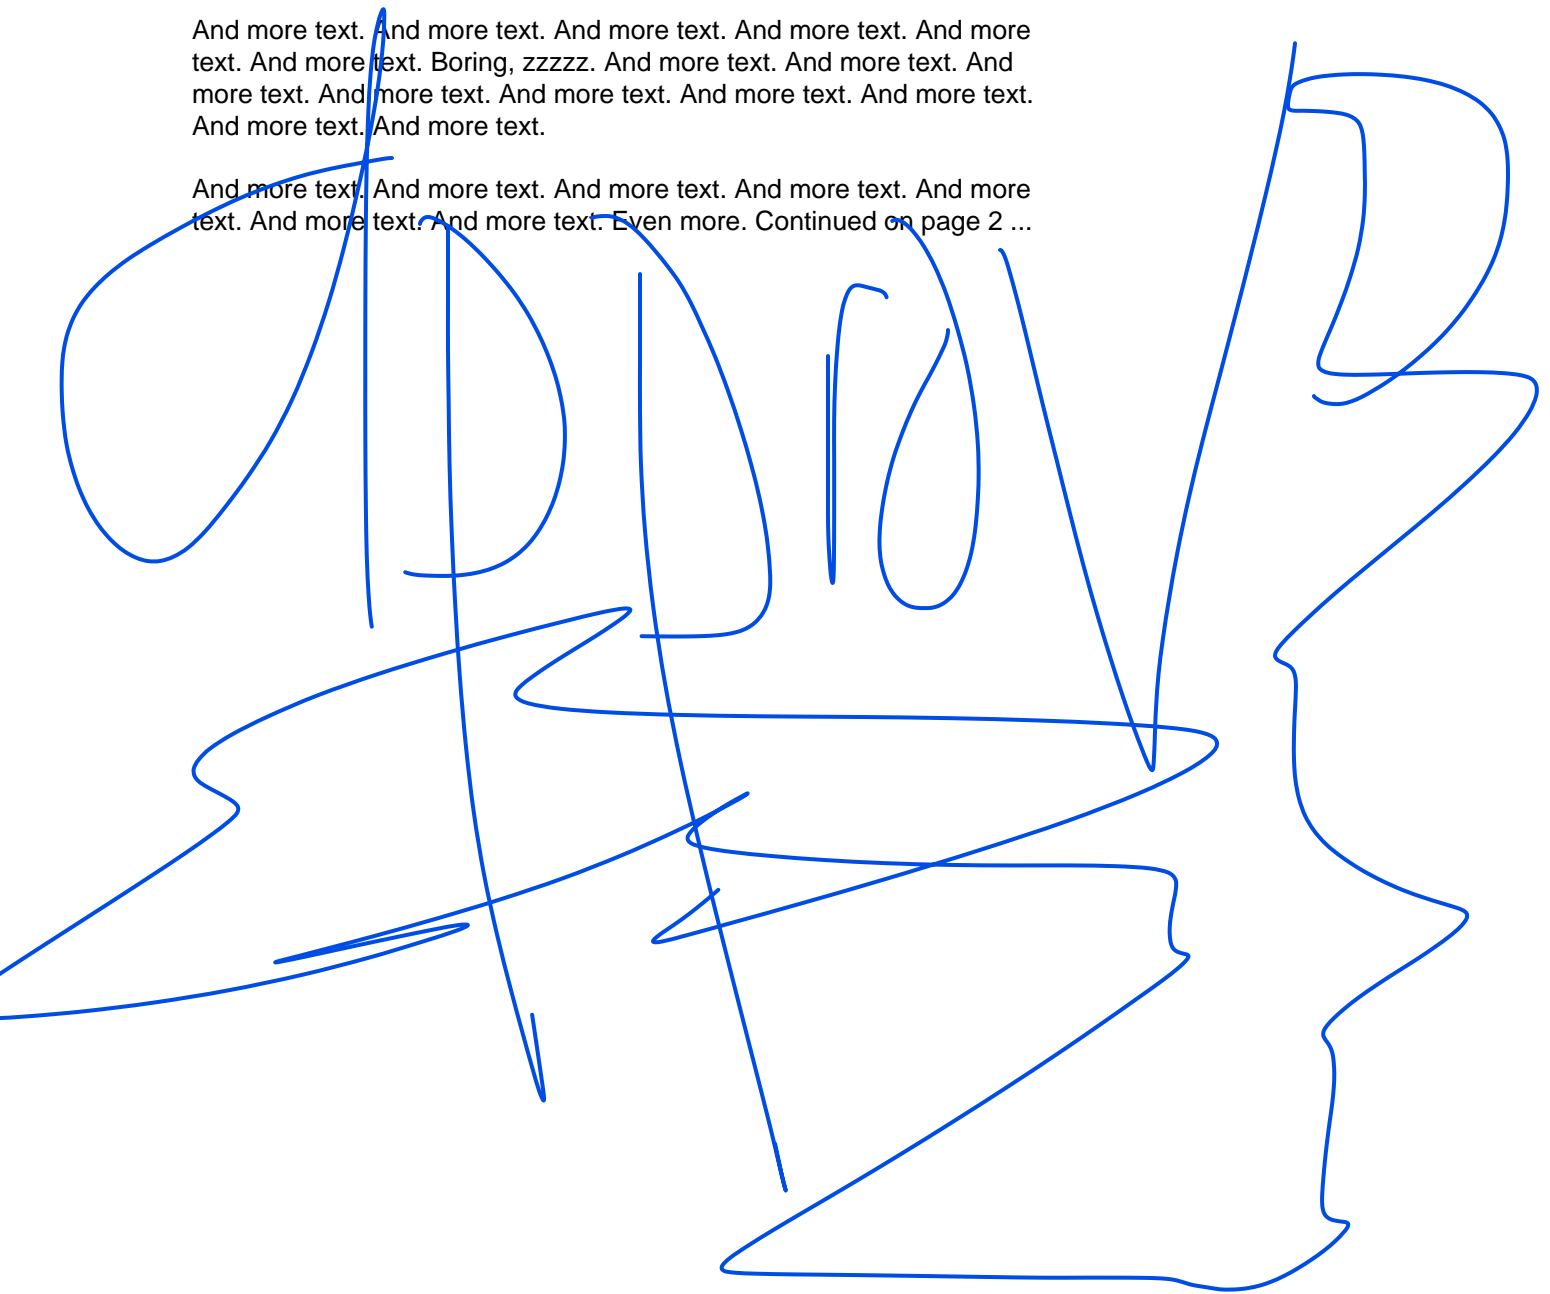 And more text. And more text. And more text. And more text. And more
text. And more text. Boring, zzzzz. And more text. And more text. And
more text. And more text. And more text. And more text. And more text.
And more text. And more text.
And more text. And more text. And more text. And more text. And more
text. And more text. And more text. Even more. Continued on page 2 ...